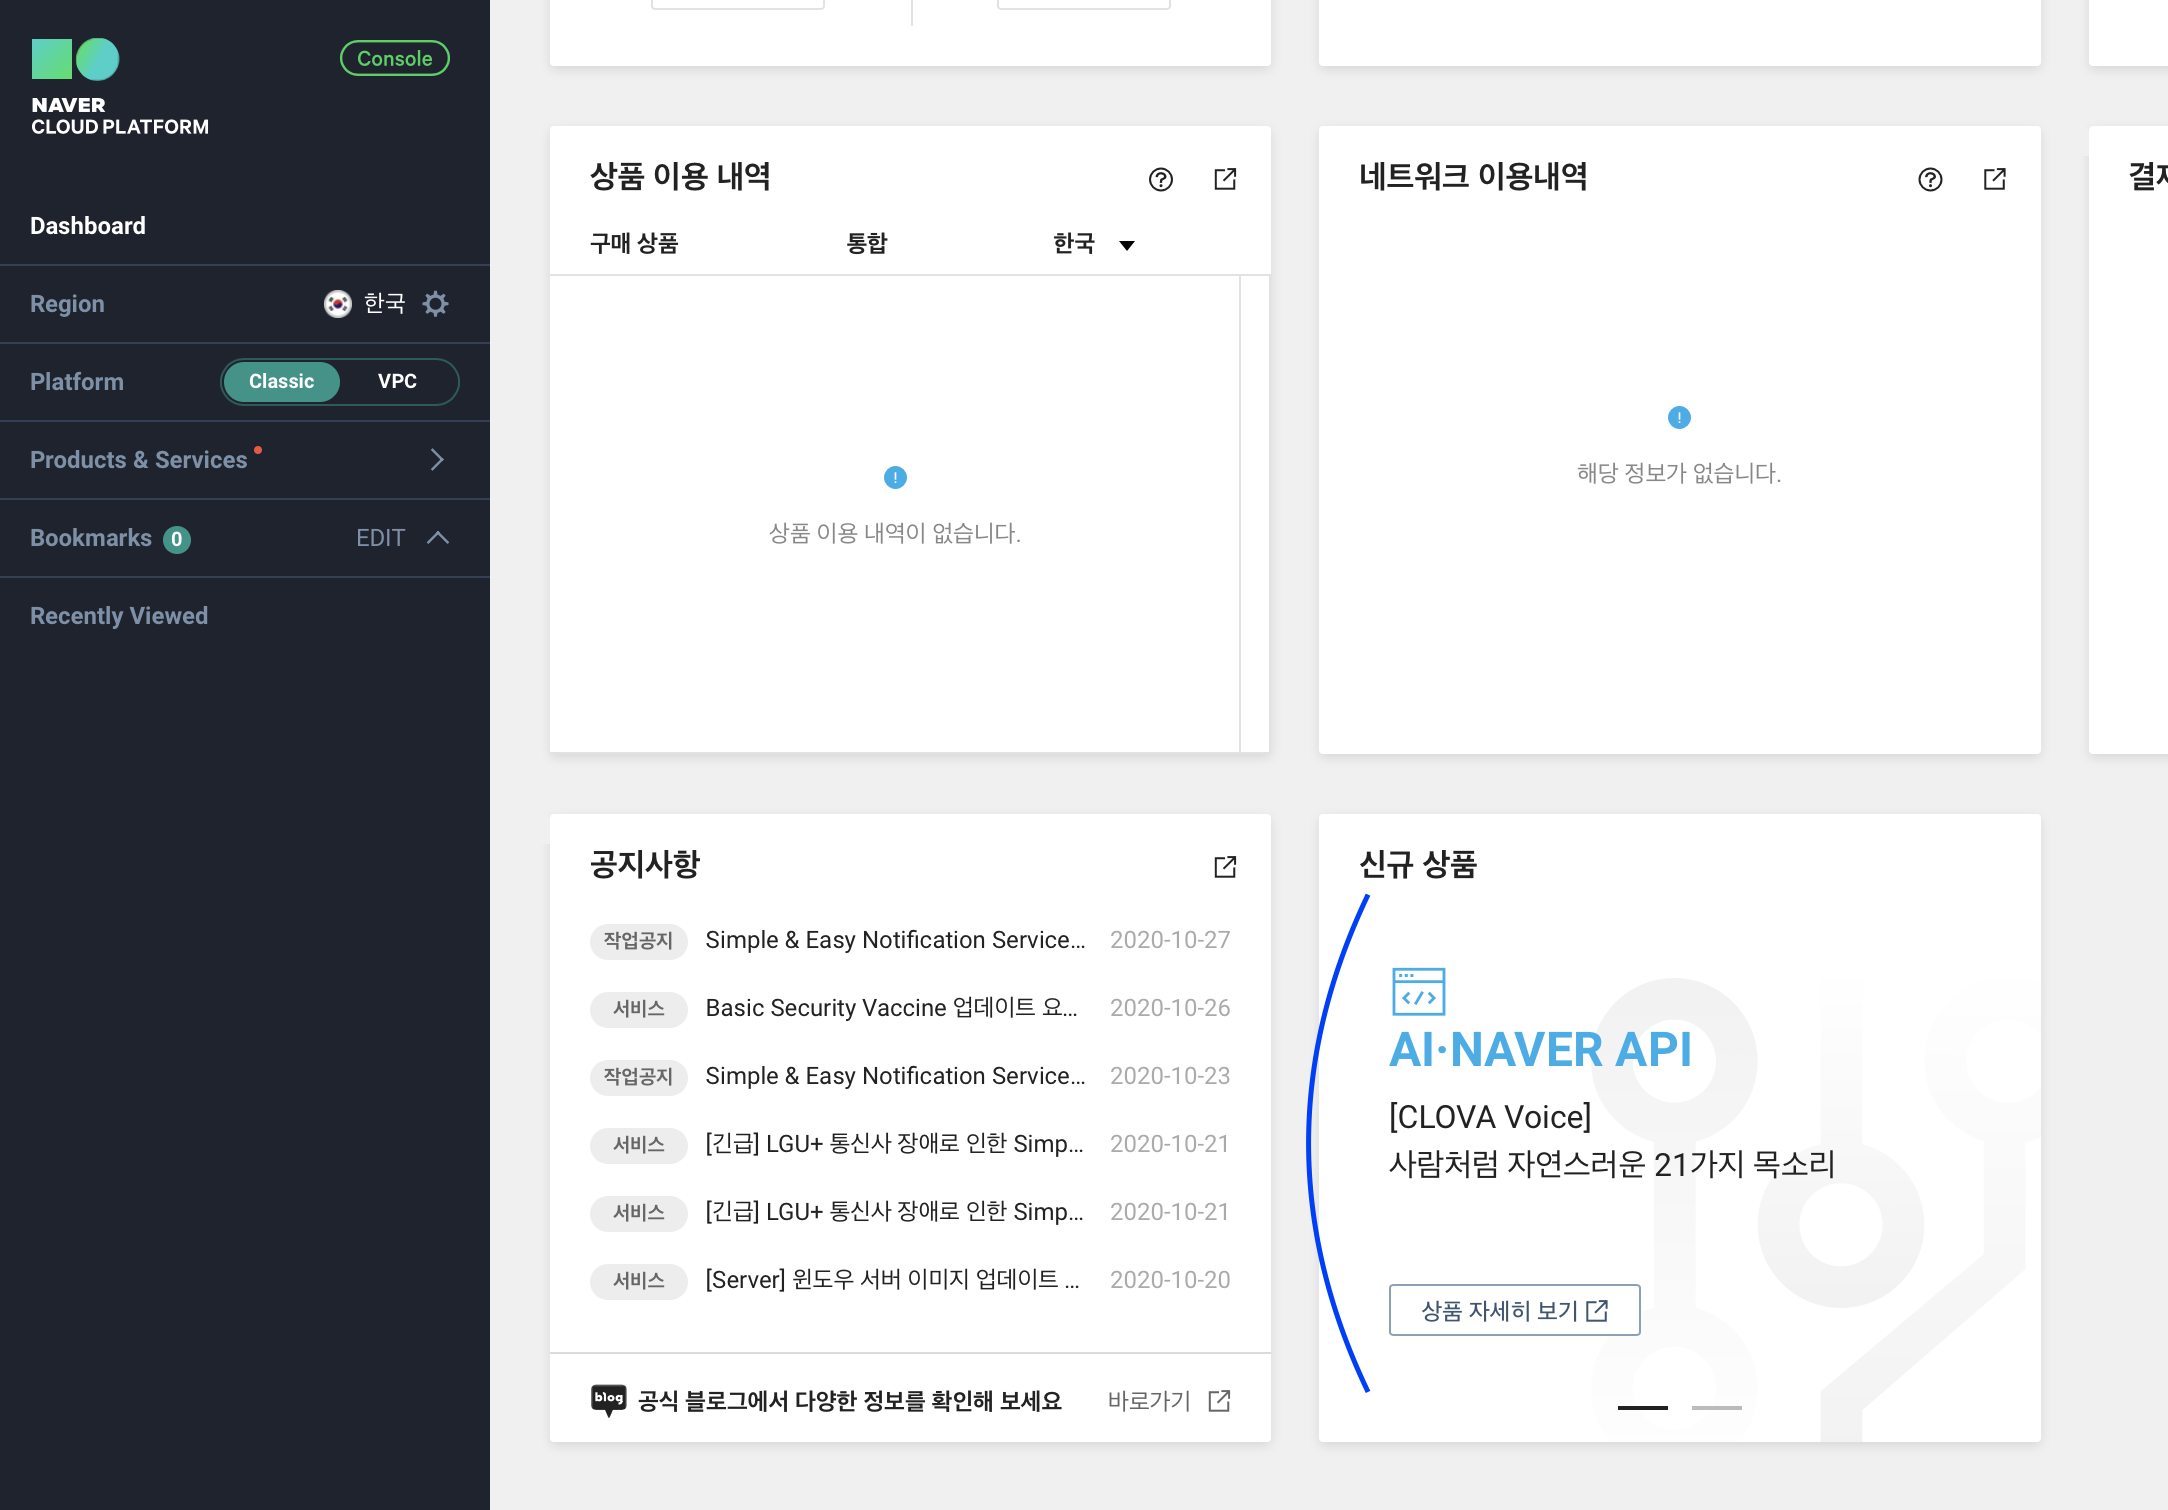 Console
NAVER
CLOUD PLATFORM
Dashboard
Region 한국
Platform Classic VPC
Products & Services
Bookmarks 0 EDIT
Recently Viewed
상품 이용 내역
구매 상품 통합 한국
상품 이용 내역이 없습니다.
네트워크 이용내역
해당 정보가 없습니다.
공지사항
작업공지 Simple & Easy Notification Service... 2020-10-27
서비스 Basic Security Vaccine 업데이트 요... 2020-10-26
작업공지 Simple & Easy Notification Service... 2020-10-23
서비스 [긴급] LGU+ 통신사 장애로 인한 Simp... 2020-10-21
서비스 [긴급] LGU+ 통신사 장애로 인한 Simp... 2020-10-21
서비스 [Server] 윈도우 서버 이미지 업데이트 ... 2020-10-20
blog 공식 블로그에서 다양한 정보를 확인해 보세요 바로가기
신규 상품
AI·NAVER API
[CLOVA Voice]
사람처럼 자연스러운 21가지 목소리
상품 자세히 보기